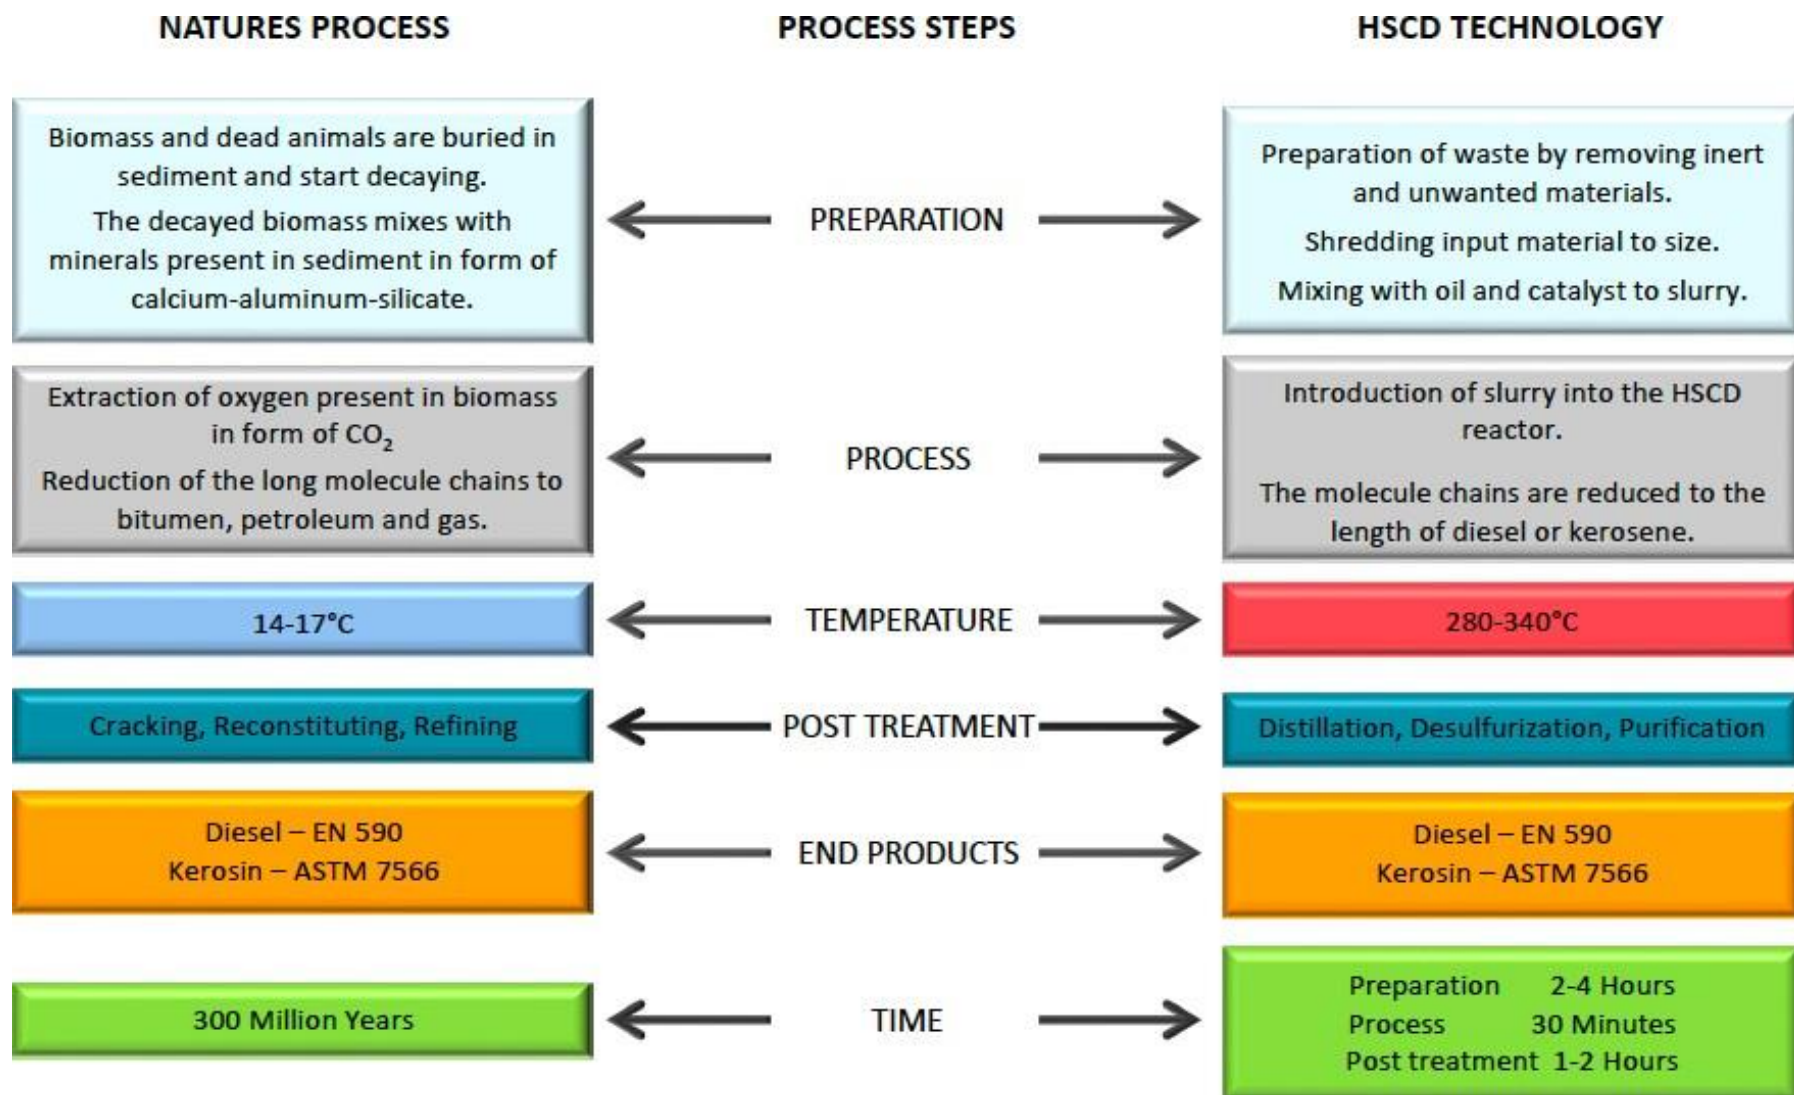 NATURES PROCESS
PROCESS STEPS
HSCD TECHNOLOGY
Biomass and dead animals are buried in
sediment and start decaying.
The decayed biomass mixes with
minerals present in sediment in form of
calcium-aluminum-silicate.
PREPARATION
Preparation of waste by removing inert
and unwanted materials.
Shredding input material to size.
Mixing with oil and catalyst to slurry.
Extraction of oxygen present in biomass
in form of CO₂
Reduction of the long molecule chains to
bitumen, petroleum and gas.
PROCESS
Introduction of slurry into the HSCD
reactor.
The molecule chains are reduced to the
length of diesel or kerosene.
14-17°C
TEMPERATURE
280-340°C
Cracking, Reconstituting, Refining
POST TREATMENT
Distillation, Desulfurization, Purification
Diesel – EN 590
Kerosin – ASTM 7566
END PRODUCTS
Diesel – EN 590
Kerosin – ASTM 7566
300 Million Years
TIME
Preparation 2-4 Hours
Process 30 Minutes
Post treatment 1-2 Hours